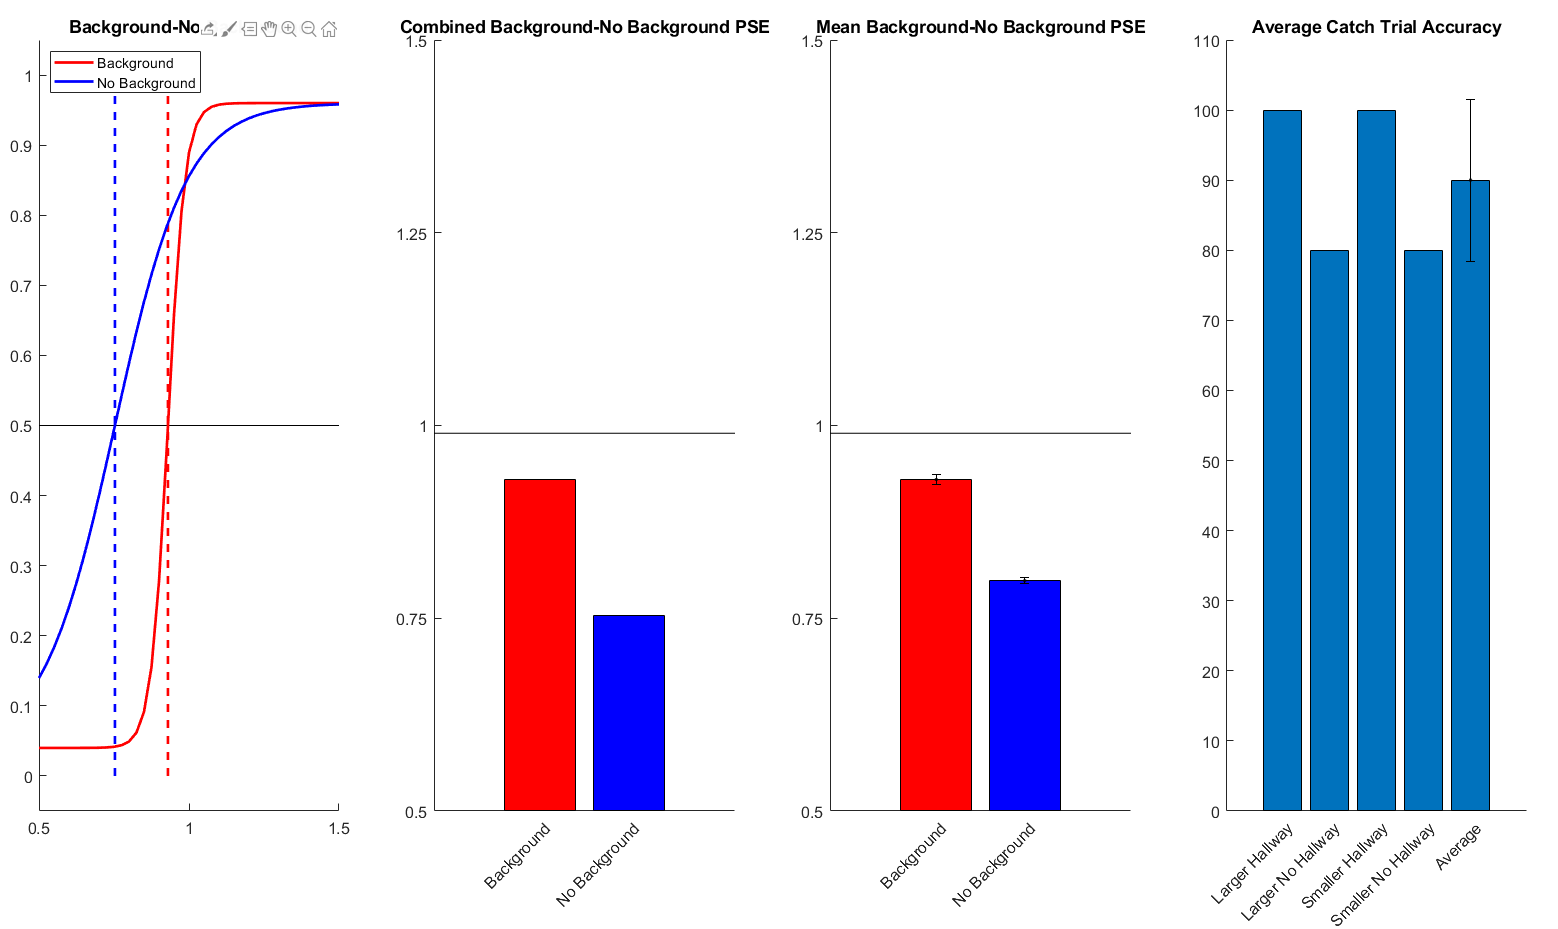 Background-No
Background
No Background
1
0.9
0.8
0.7
0.6
0.5
0.4
0.3
0.2
0.1
0
0.5
1
1.5
Combined Background-No Background PSE
1.5
1.25
1
0.75
0.5
Background
No Background
Mean Background-No Background PSE
1.5
1.25
1
0.75
0.5
Background
No Background
Average Catch Trial Accuracy
110
100
90
80
70
60
50
40
30
20
10
0
Larger Hallway
Larger No Hallway
Smaller Hallway
Smaller No Hallway
Average